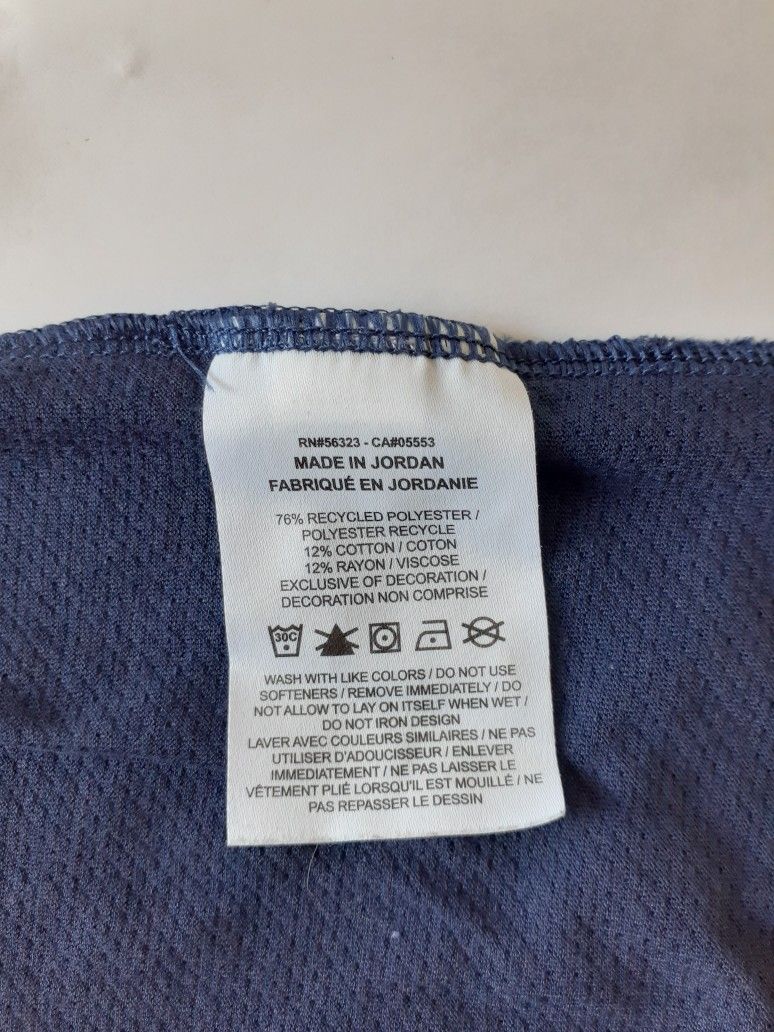 RN#56323 - CA#05553
MADE IN JORDAN
FABRIQUÉ EN JORDANIE
76% RECYCLED POLYESTER /
POLYESTER RECYCLE
12% COTTON / COTON
12% RAYON / VISCOSE
EXCLUSIVE OF DECORATION /
DECORATION NON COMPRISE
30C
WASH WITH LIKE COLORS / DO NOT USE
SOFTENERS / REMOVE IMMEDIATELY / DO
NOT ALLOW TO LAY ON ITSELF WHEN WET /
DO NOT IRON DESIGN
LAVER AVEC COULEURS SIMILAIRES / NE PAS
UTILISER D'ADOUCISSEUR / ENLEVER
IMMEDIATEMENT / NE PAS LAISSER LE
VÊTEMENT PLIÉ LORSQU'IL EST MOUILLÉ / NE
PAS REPASSER LE DESSIN